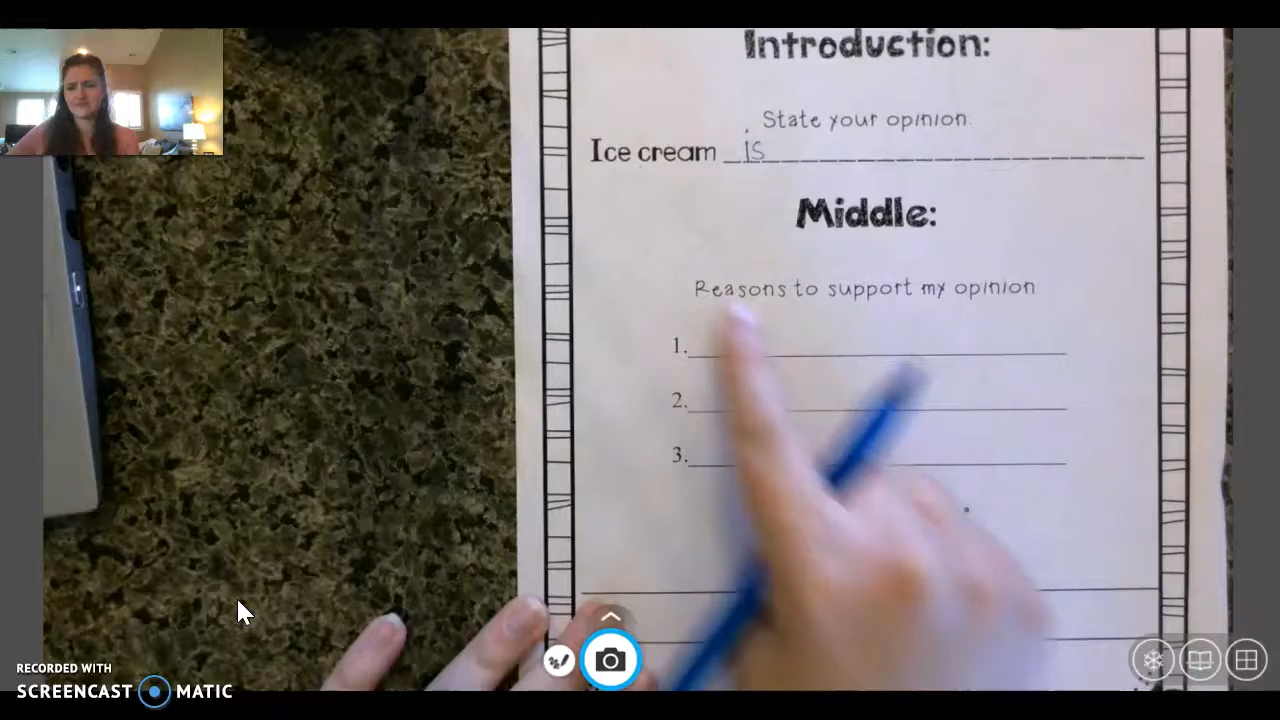 Introduction:
State your opinion.
Ice cream is
Middle:
Reasons to support my opinion
1.
2.
3.
RECORDED WITH
SCREENCAST MATIC